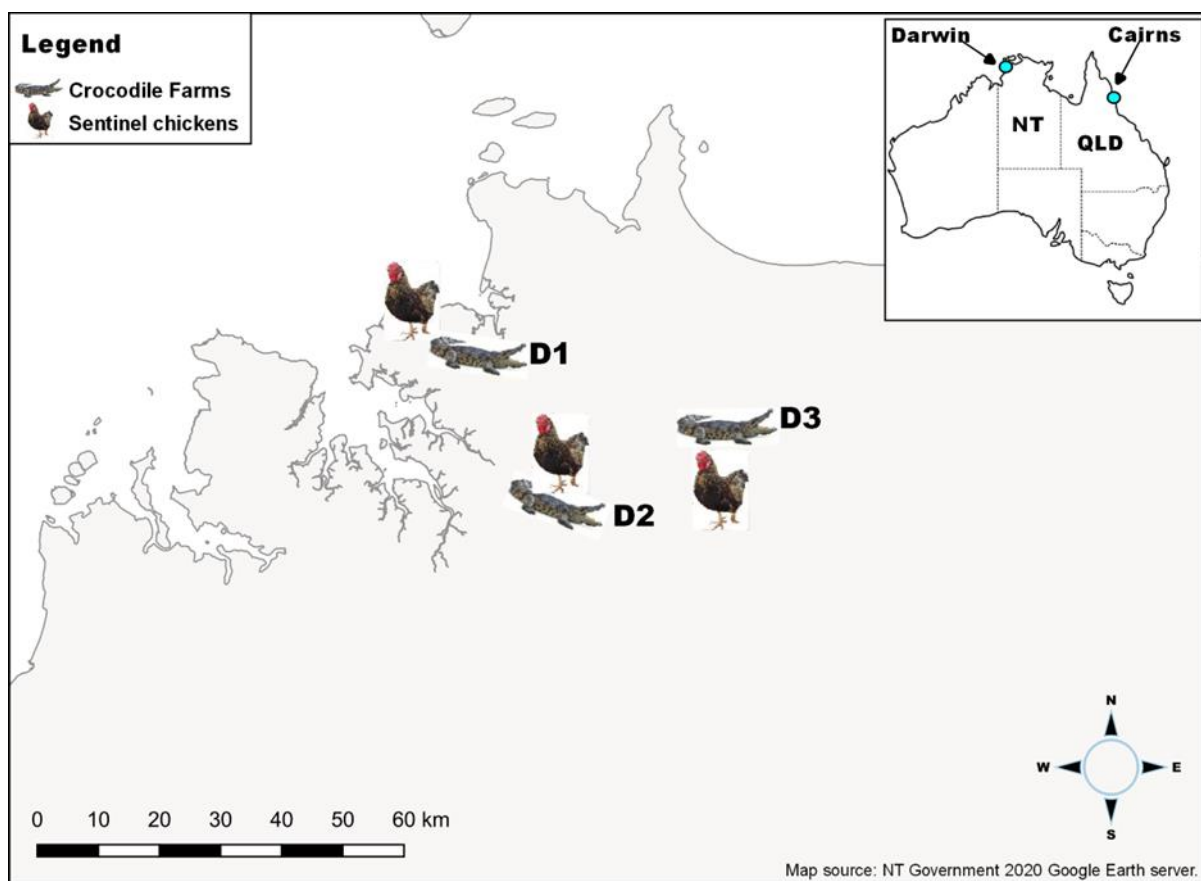 Legend
Crocodile Farms
Sentinel chickens
Darwin
Cairns
NT
QLD
D1
D3
D2
N
W E
S
0 10 20 30 40 50 60 km
Map source: NT Government 2020 Google Earth server.